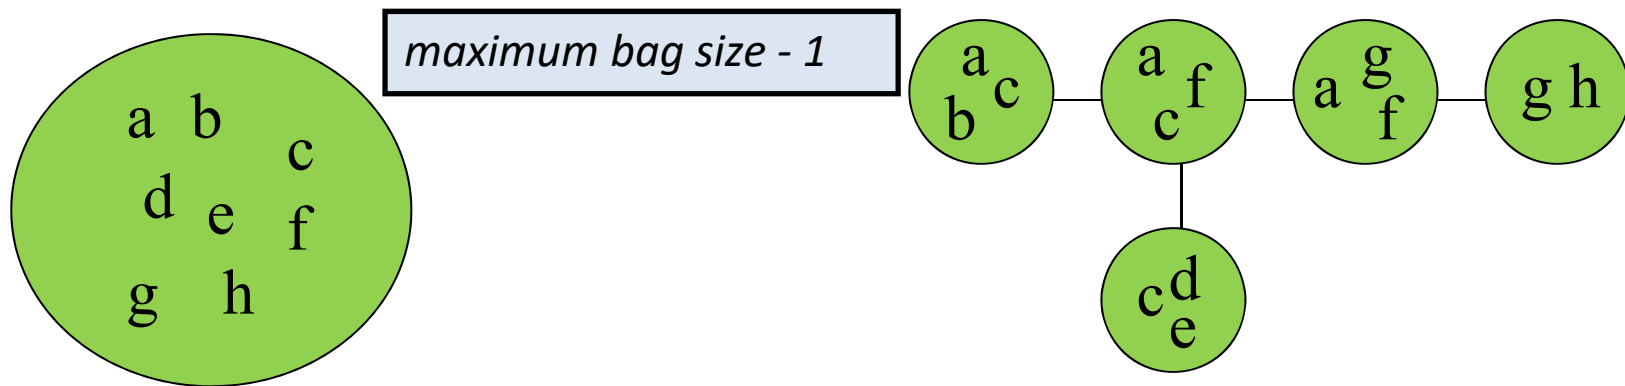 a b
c
d e f
g h
maximum bag size - 1
a
b c
a
c f
a g
f
g h
c d
e